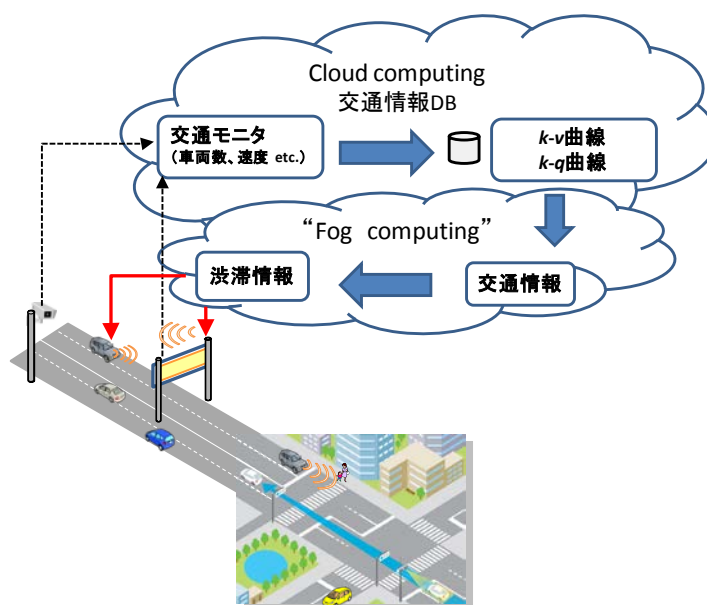 Cloud computing
交通情報DB
交通モニタ
（車両数、速度 etc.）
k-v曲線
k-q曲線
“Fog computing”
渋滞情報
交通情報